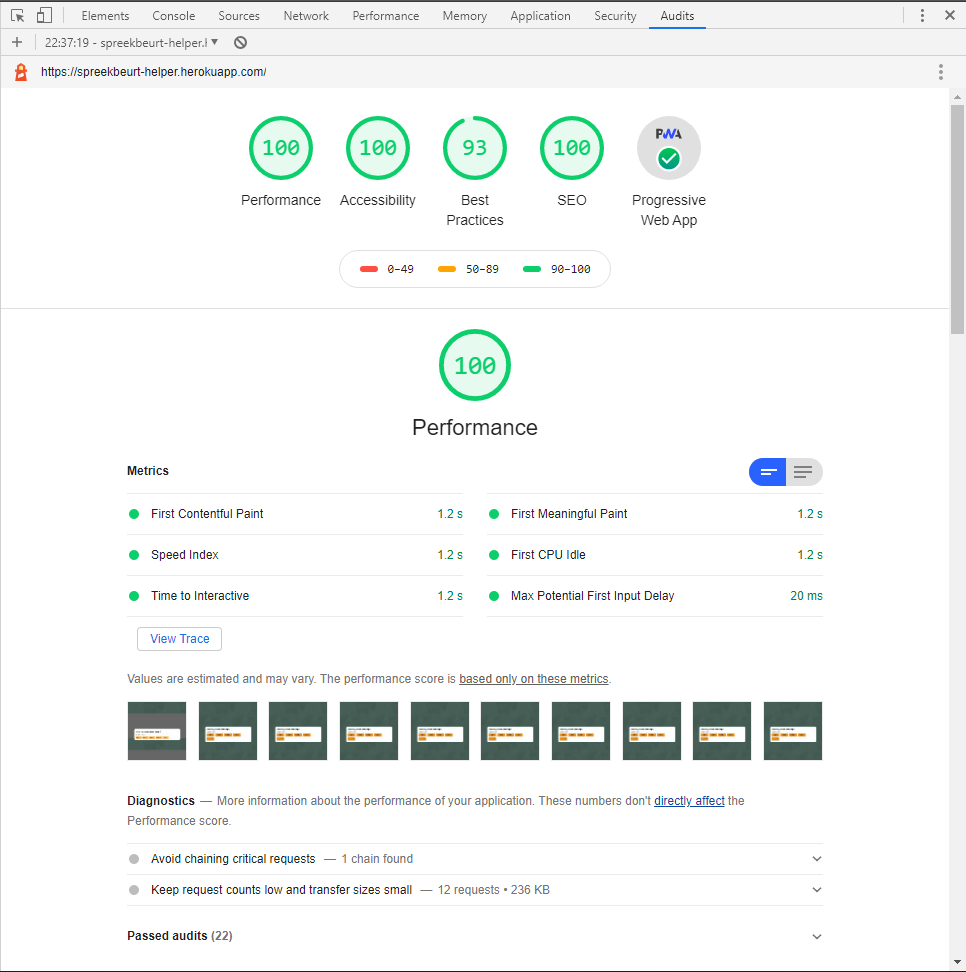 Elements Console Sources Network Performance Memory Application Security Audits
22:37:19 - spreekbeurt-helper.h
https://spreekbeurt-helper.herokuapp.com/
100 100 93 100 PWA
Performance Accessibility Best Practices SEO Progressive Web App
0–49 50–89 90–100
100
Performance
Metrics
First Contentful Paint 1.2 s First Meaningful Paint 1.2 s
Speed Index 1.2 s First CPU Idle 1.2 s
Time to Interactive 1.2 s Max Potential First Input Delay 20 ms
View Trace
Values are estimated and may vary. The performance score is based only on these metrics.
Diagnostics — More information about the performance of your application. These numbers don't directly affect the
Performance score.
Avoid chaining critical requests — 1 chain found
Keep request counts low and transfer sizes small — 12 requests • 236 KB
Passed audits (22)